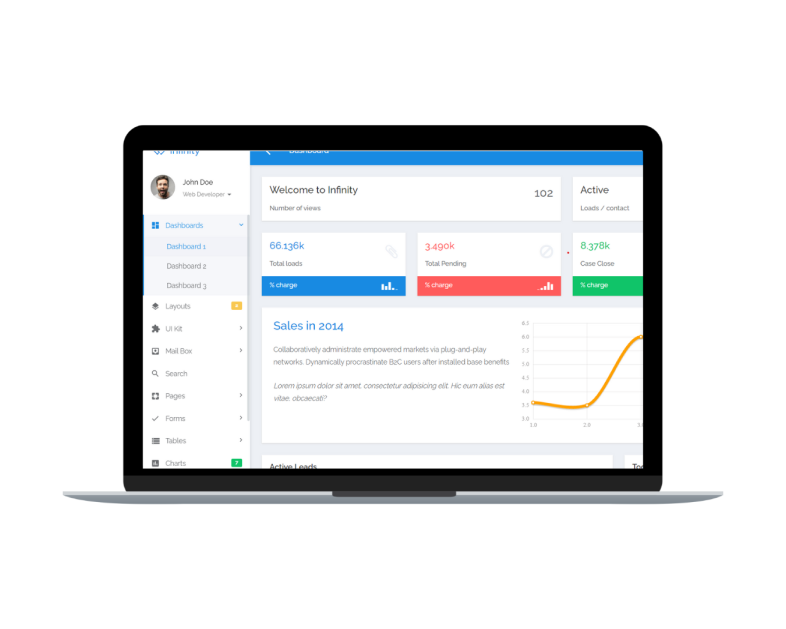 Infinity
Dashboard
John Doe
Web Developer
Welcome to Infinity
102
Number of views
Active
Loads / contact
Dashboards
Dashboard 1
Dashboard 2
Dashboard 3
66.136k
Total loads
% charge
3.490k
Total Pending
% charge
8.378k
Case Close
% charge
Layouts
UI Kit
Mail Box
Search
Pages
Forms
Tables
Charts
7
Sales in 2014
Collaboratively administrate empowered markets via plug-and-play
networks. Dynamically procrastinate B2C users after installed base benefits
Lorem ipsum dolor sit amet, consectetur adipisicing elit. Hic eum alias est
vitae, obcaecati?
6.5
6.0
5.5
5.0
4.5
4.0
3.5
3.0
1.0
2.0
Active Leads